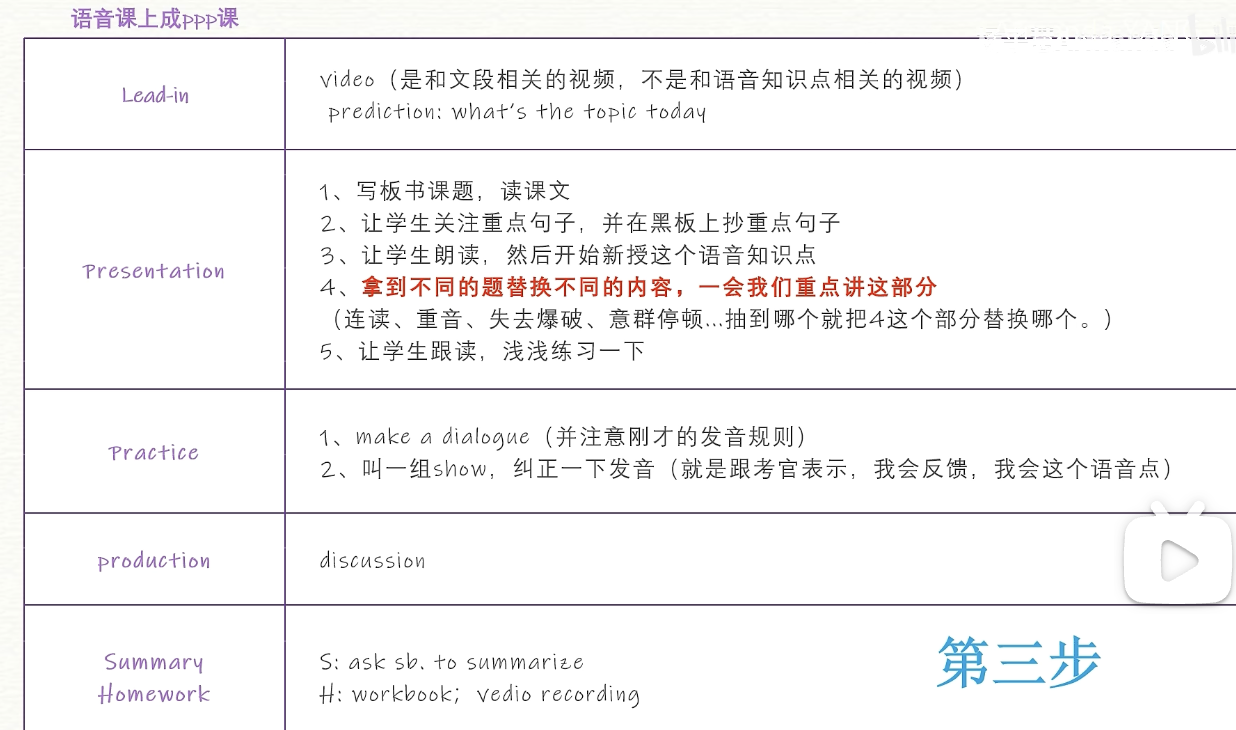 语音课上成PPP课
Lead-in
video（是和文段相关的视频，不是和语音知识点相关的视频）
prediction: what's the topic today
Presentation
1、写板书课题，读课文
2、让学生关注重点句子，并在黑板上抄重点句子
3、让学生朗读，然后开始新授这个语音知识点
4、拿到不同的题替换不同的内容，一会我们重点讲这部分
（连读、重音、失去爆破、意群停顿...抽到哪个就把4这个部分替换哪个。）
5、让学生跟读，浅浅练习一下
Practice
1、make a dialogue（并注意刚才的发音规则）
2、叫一组show，纠正一下发音（就是跟考官表示，我会反馈，我会这个语音点）
production
discussion
Summary
Homework
S: ask sb. to summarize
H: workbook；vedio recording
第三步